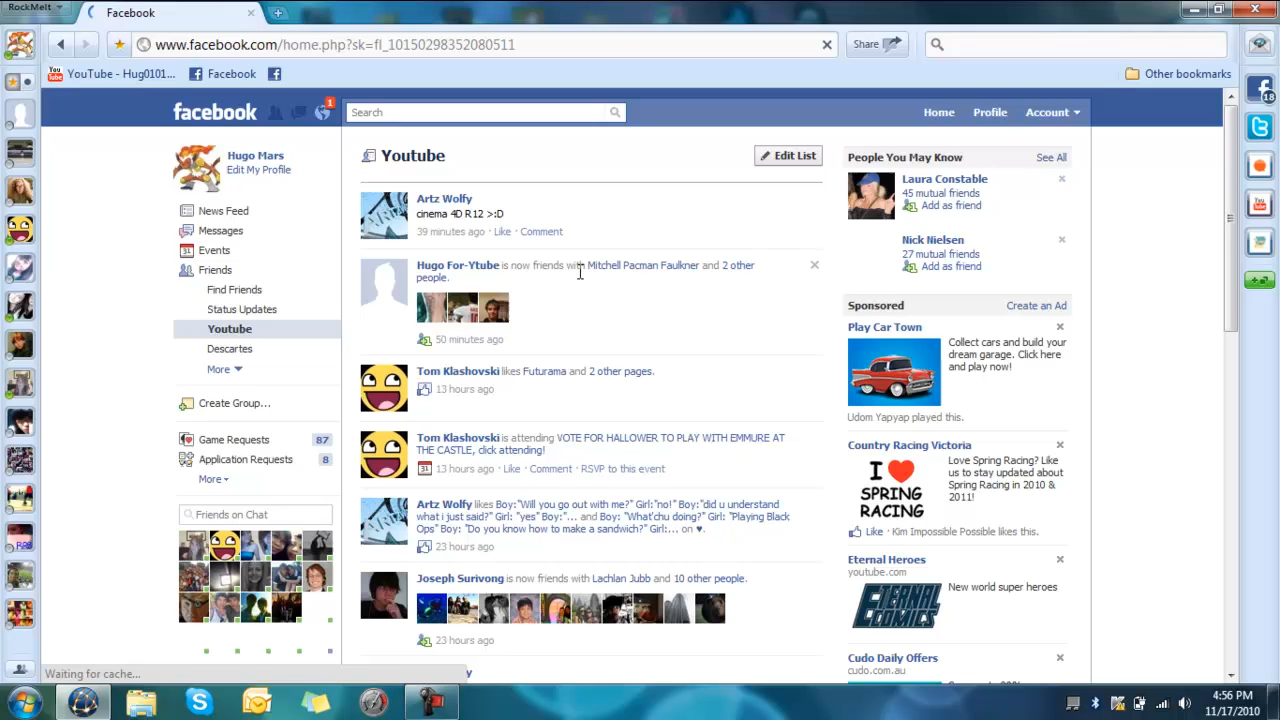 RockMelt
Facebook
www.facebook.com/home.php?sk=fl_10150298352080511
Share
YouTube - Hug0101...
Facebook
Other bookmarks
18
You
Tube
facebook
1
Search
Home
Profile
Account
Hugo Mars
Edit My Profile
News Feed
Messages
31
Events
Friends
Find Friends
Status Updates
Youtube
Descartes
More
Create Group...
Game Requests
87
Application Requests
8
More
Friends on Chat
Youtube
Edit List
Artz Wolfy
cinema 4D R12 >:D
39 minutes ago · Like · Comment
Hugo For-Ytube is now friends with Mitchell Pacman Faulkner and 2 other
people.
50 minutes ago
Tom Klashovski likes Futurama and 2 other pages.
13 hours ago
Tom Klashovski is attending VOTE FOR HALLOWER TO PLAY WITH EMMURE AT
THE CASTLE, click attending!
31
13 hours ago · Like · Comment · RSVP to this event
Artz Wolfy likes Boy:"Will you go out with me?" Girl:"no!" Boy:"did u understand
what i just said?" Girl: "yes" Boy:"... and Boy: "What'chu doing?" Girl: "Playing Black
Ops" Boy: "Do you know how to make a sandwich?" Girl:... on ♥.
23 hours ago
Joseph Surivong is now friends with Lachlan Jubb and 10 other people.
23 hours ago
People You May Know
See All
Laura Constable
45 mutual friends
Add as friend
Nick Nielsen
27 mutual friends
Add as friend
Sponsored
Create an Ad
Play Car Town
Collect cars and build your
dream garage. Click here
and play now!
Udom Yapyap played this.
Country Racing Victoria
I ♥
SPRING
RACING
Love Spring Racing? Like
us to stay updated about
Spring Racing in 2010 &
2011!
Like · Kim Impossible Possible likes this.
Eternal Heroes
youtube.com
ETERNAL
COMICS
New world super heroes
Cudo Daily Offers
cudo.com.au
Waiting for cache...
4:56 PM
11/17/2010